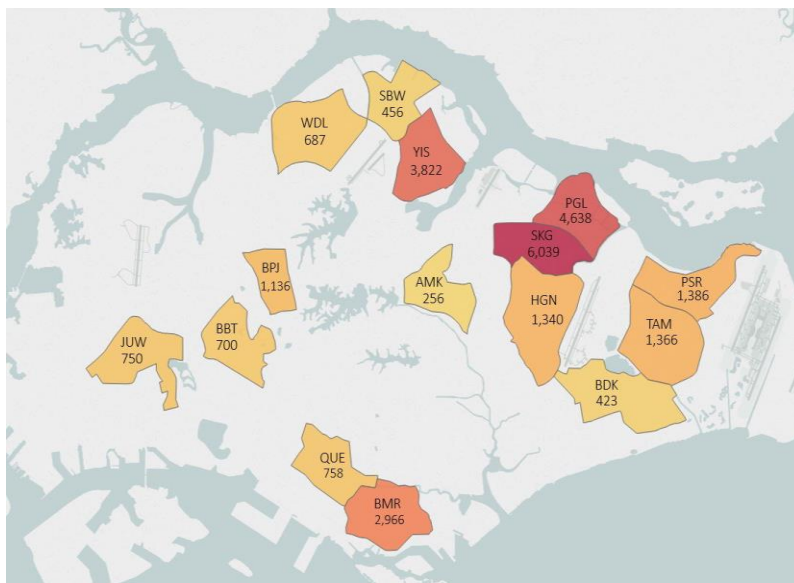 SBW
456
WDL
687
YIS
3,822
PGL
4,638
SKG
6,039
BPJ
1,136
AMK
256
PSR
1,386
HGN
1,340
TAM
1,366
JUW
750
BBT
700
BDK
423
QUE
758
BMR
2,966